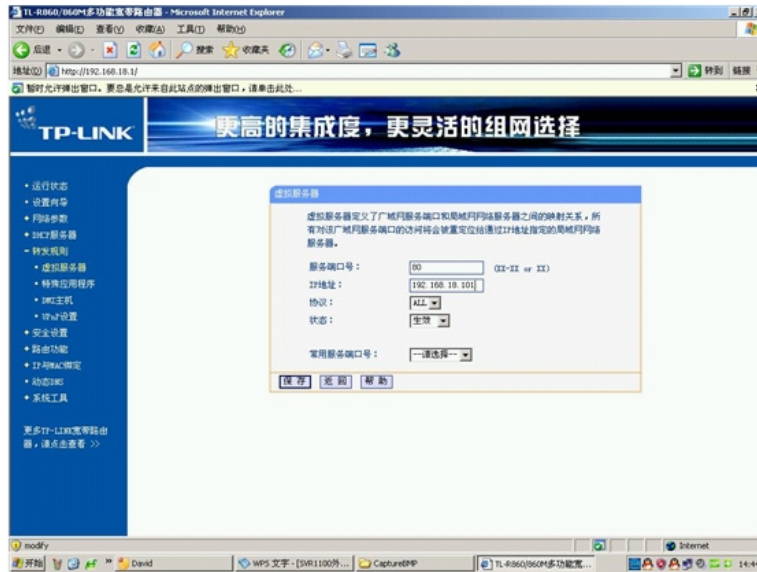 TL-R860/860M多功能宽带路由器 - Microsoft Internet Explorer
文件(F) 编辑(E) 查看(V) 收藏(A) 工具(T) 帮助(H)
后退 搜索 收藏夹
地址(D) http://192.168.18.1/ 转到 链接
暂时允许弹出窗口。要总是允许来自此站点的弹出窗口，请单击此处...
TP-LINK 更高的集成度，更灵活的组网选择
• 运行状态
• 设置向导
+ 网络参数
+ DHCP服务器
- 转发规则
• 虚拟服务器
• 特殊应用程序
• DMZ主机
• UPnP设置
+ 安全设置
+ 路由功能
+ IP与MAC绑定
• 动态DNS
+ 系统工具
更多TP-LINK宽带路由
器，请点击查看 >>
虚拟服务器
虚拟服务器定义了广域网服务端口和局域网网络服务器之间的映射关系，所
有对该广域网服务端口的访问将会被重定位给通过IP地址指定的局域网网络
服务器。
服务端口号： 80 (XX-XX or XX)
IP地址： 192.168.18.101
协议： ALL
状态： 生效
常用服务端口号： --请选择--
保存 返回 帮助
modify Internet
开始 David WPS 文字 - [SVR1100外... CaptureBMP TL-R860/860M多功能宽... 14:4